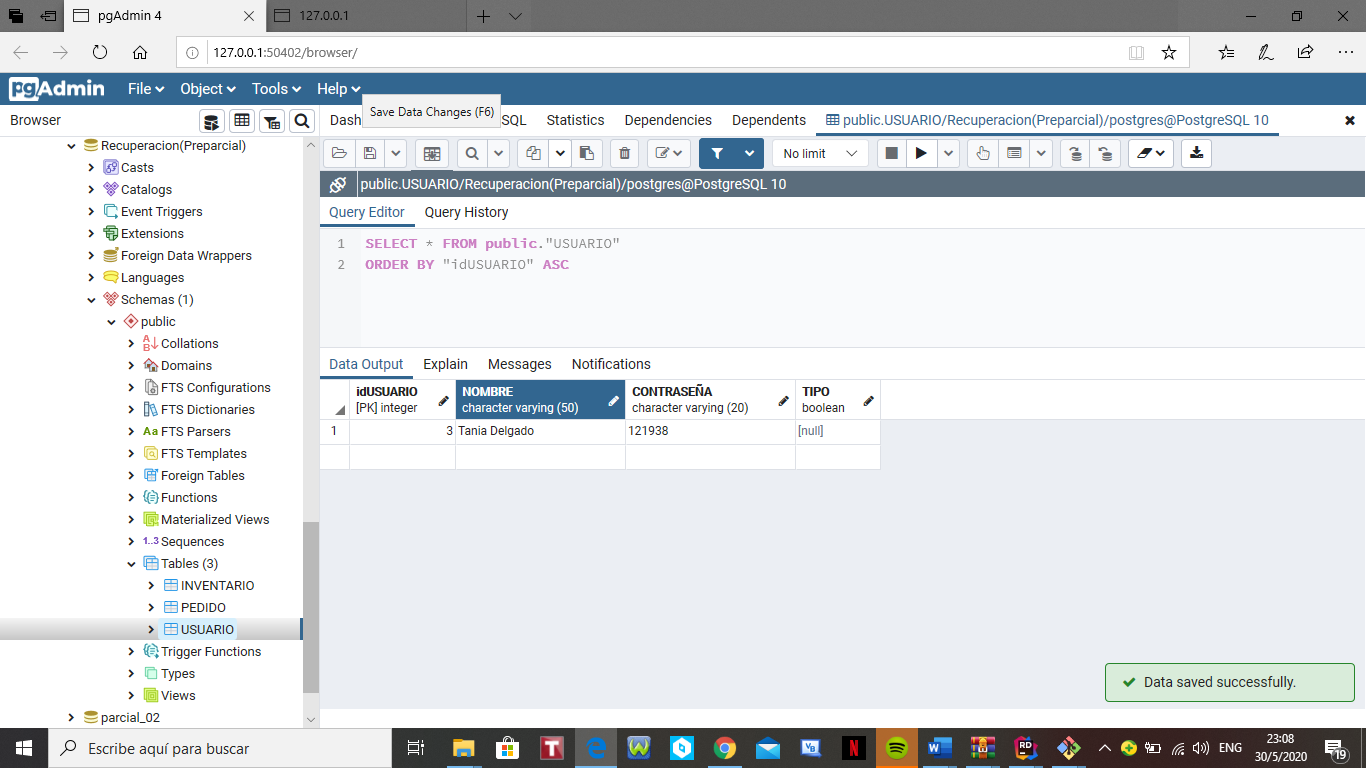 pgAdmin 4
127.0.0.1
127.0.0.1:50402/browser/
pgAdmin File Object Tools Help
Save Data Changes (F6)
Browser
Dash SQL Statistics Dependencies Dependents public.USUARIO/Recuperacion(Preparcial)/postgres@PostgreSQL 10
Recuperacion(Preparcial)
Casts
Catalogs
Event Triggers
Extensions
Foreign Data Wrappers
Languages
Schemas (1)
public
Collations
Domains
FTS Configurations
FTS Dictionaries
Aa FTS Parsers
FTS Templates
Foreign Tables
Functions
Materialized Views
1..3 Sequences
Tables (3)
INVENTARIO
PEDIDO
USUARIO
Trigger Functions
Types
Views
parcial_02
No limit
public.USUARIO/Recuperacion(Preparcial)/postgres@PostgreSQL 10
Query Editor Query History
1 SELECT * FROM public."USUARIO"
2 ORDER BY "idUSUARIO" ASC
Data Output Explain Messages Notifications
idUSUARIO NOMBRE CONTRASEÑA TIPO
[PK] integer character varying (50) character varying (20) boolean
1 3 Tania Delgado 121938 [null]
Data saved successfully.
Escribe aquí para buscar
ENG
23:08
30/5/2020
19